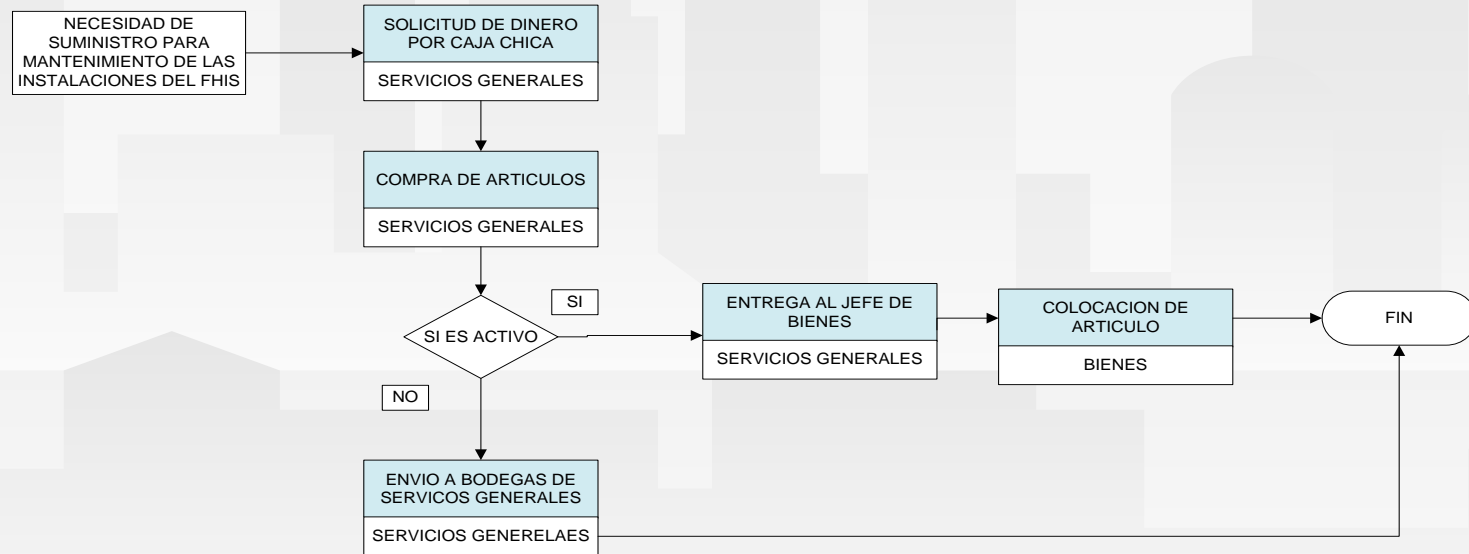 NECESIDAD DE
SUMINISTRO PARA
MANTENIMIENTO DE LAS
INSTALACIONES DEL FHIS
SOLICITUD DE DINERO
POR CAJA CHICA
SERVICIOS GENERALES
COMPRA DE ARTICULOS
SERVICIOS GENERALES
SI ES ACTIVO
SI
ENTREGA AL JEFE DE
BIENES
SERVICIOS GENERALES
COLOCACION DE
ARTICULO
BIENES
FIN
NO
ENVIO A BODEGAS DE
SERVICOS GENERALES
SERVICIOS GENERELAES